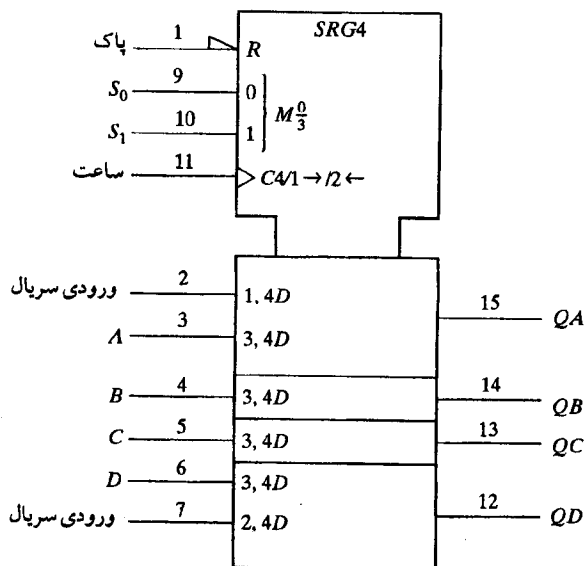 SRG4
پاک 1 R
S₀ 9 0
S₁ 10 1
M 0/3
ساعت 11 C4/1→/2←
ورودی سریال 2 1, 4D
A 3 3, 4D
15 QA
B 4 3, 4D 14 QB
C 5 3, 4D 13 QC
D 6 3, 4D
ورودی سریال 7 2, 4D
12 QD